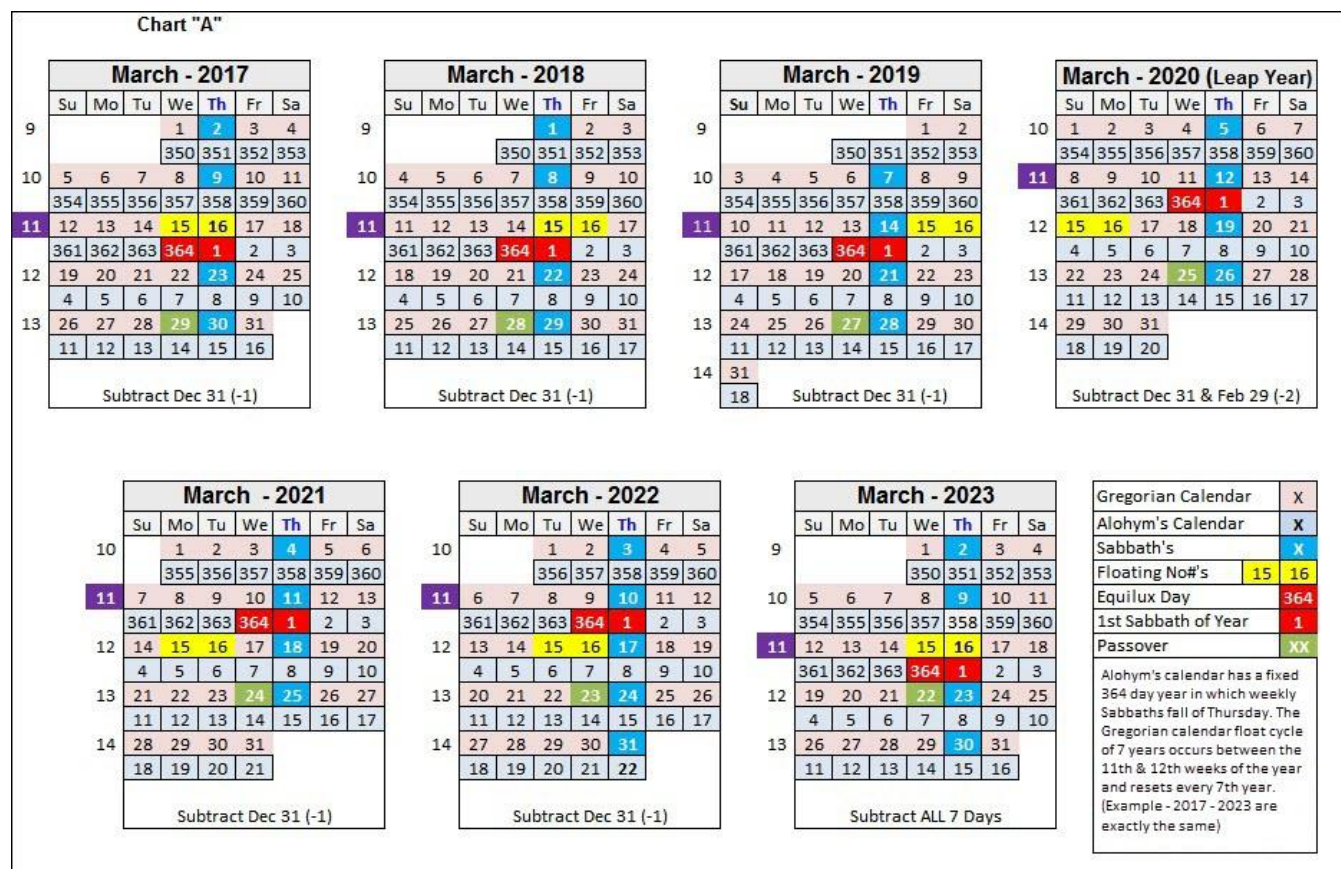 Chart "A"
March - 2017
Su Mo Tu We Th Fr Sa
9 1 2 3 4
350 351 352 353
10 5 6 7 8 9 10 11
354 355 356 357 358 359 360
11 12 13 14 15 16 17 18
361 362 363 364 1 2 3
12 19 20 21 22 23 24 25
4 5 6 7 8 9 10
13 26 27 28 29 30 31
11 12 13 14 15 16
Subtract Dec 31 (-1)
March - 2018
Su Mo Tu We Th Fr Sa
9 1 2 3
350 351 352 353
10 4 5 6 7 8 9 10
354 355 356 357 358 359 360
11 11 12 13 14 15 16 17
361 362 363 364 1 2 3
12 18 19 20 21 22 23 24
4 5 6 7 8 9 10
13 25 26 27 28 29 30 31
11 12 13 14 15 16 17
Subtract Dec 31 (-1)
March - 2019
Su Mo Tu We Th Fr Sa
9 1 2
350 351 352 353
10 3 4 5 6 7 8 9
354 355 356 357 358 359 360
11 10 11 12 13 14 15 16
361 362 363 364 1 2 3
12 17 18 19 20 21 22 23
4 5 6 7 8 9 10
13 24 25 26 27 28 29 30
11 12 13 14 15 16 17
14 31
18 Subtract Dec 31 (-1)
March - 2020 (Leap Year)
Su Mo Tu We Th Fr Sa
10 1 2 3 4 5 6 7
354 355 356 357 358 359 360
11 8 9 10 11 12 13 14
361 362 363 364 1 2 3
12 15 16 17 18 19 20 21
4 5 6 7 8 9 10
13 22 23 24 25 26 27 28
11 12 13 14 15 16 17
14 29 30 31
18 19 20
Subtract Dec 31 & Feb 29 (-2)
March - 2021
Su Mo Tu We Th Fr Sa
10 1 2 3 4 5 6
355 356 357 358 359 360
11 7 8 9 10 11 12 13
361 362 363 364 1 2 3
12 14 15 16 17 18 19 20
4 5 6 7 8 9 10
13 21 22 23 24 25 26 27
11 12 13 14 15 16 17
14 28 29 30 31
18 19 20 21
Subtract Dec 31 (-1)
March - 2022
Su Mo Tu We Th Fr Sa
10 1 2 3 4 5
356 357 358 359 360
11 6 7 8 9 10 11 12
361 362 363 364 1 2 3
12 13 14 15 16 17 18 19
4 5 6 7 8 9 10
13 20 21 22 23 24 25 26
11 12 13 14 15 16 17
14 27 28 29 30 31
18 19 20 21 22
Subtract Dec 31 (-1)
March - 2023
Su Mo Tu We Th Fr Sa
9 1 2 3 4
350 351 352 353
10 5 6 7 8 9 10 11
354 355 356 357 358 359 360
11 12 13 14 15 16 17 18
361 362 363 364 1 2 3
12 19 20 21 22 23 24 25
4 5 6 7 8 9 10
13 26 27 28 29 30 31
11 12 13 14 15 16
Subtract ALL 7 Days
Gregorian Calendar X
Alohym's Calendar X
Sabbath's X
Floating No#'s 15 16
Equilux Day 364
1st Sabbath of Year 1
Passover XX
Alohym's calendar has a fixed
364 day year in which weekly
Sabbaths fall of Thursday. The
Gregorian calendar float cycle
of 7 years occurs between the
11th & 12th weeks of the year
and resets every 7th year.
(Example - 2017 - 2023 are
exactly the same)